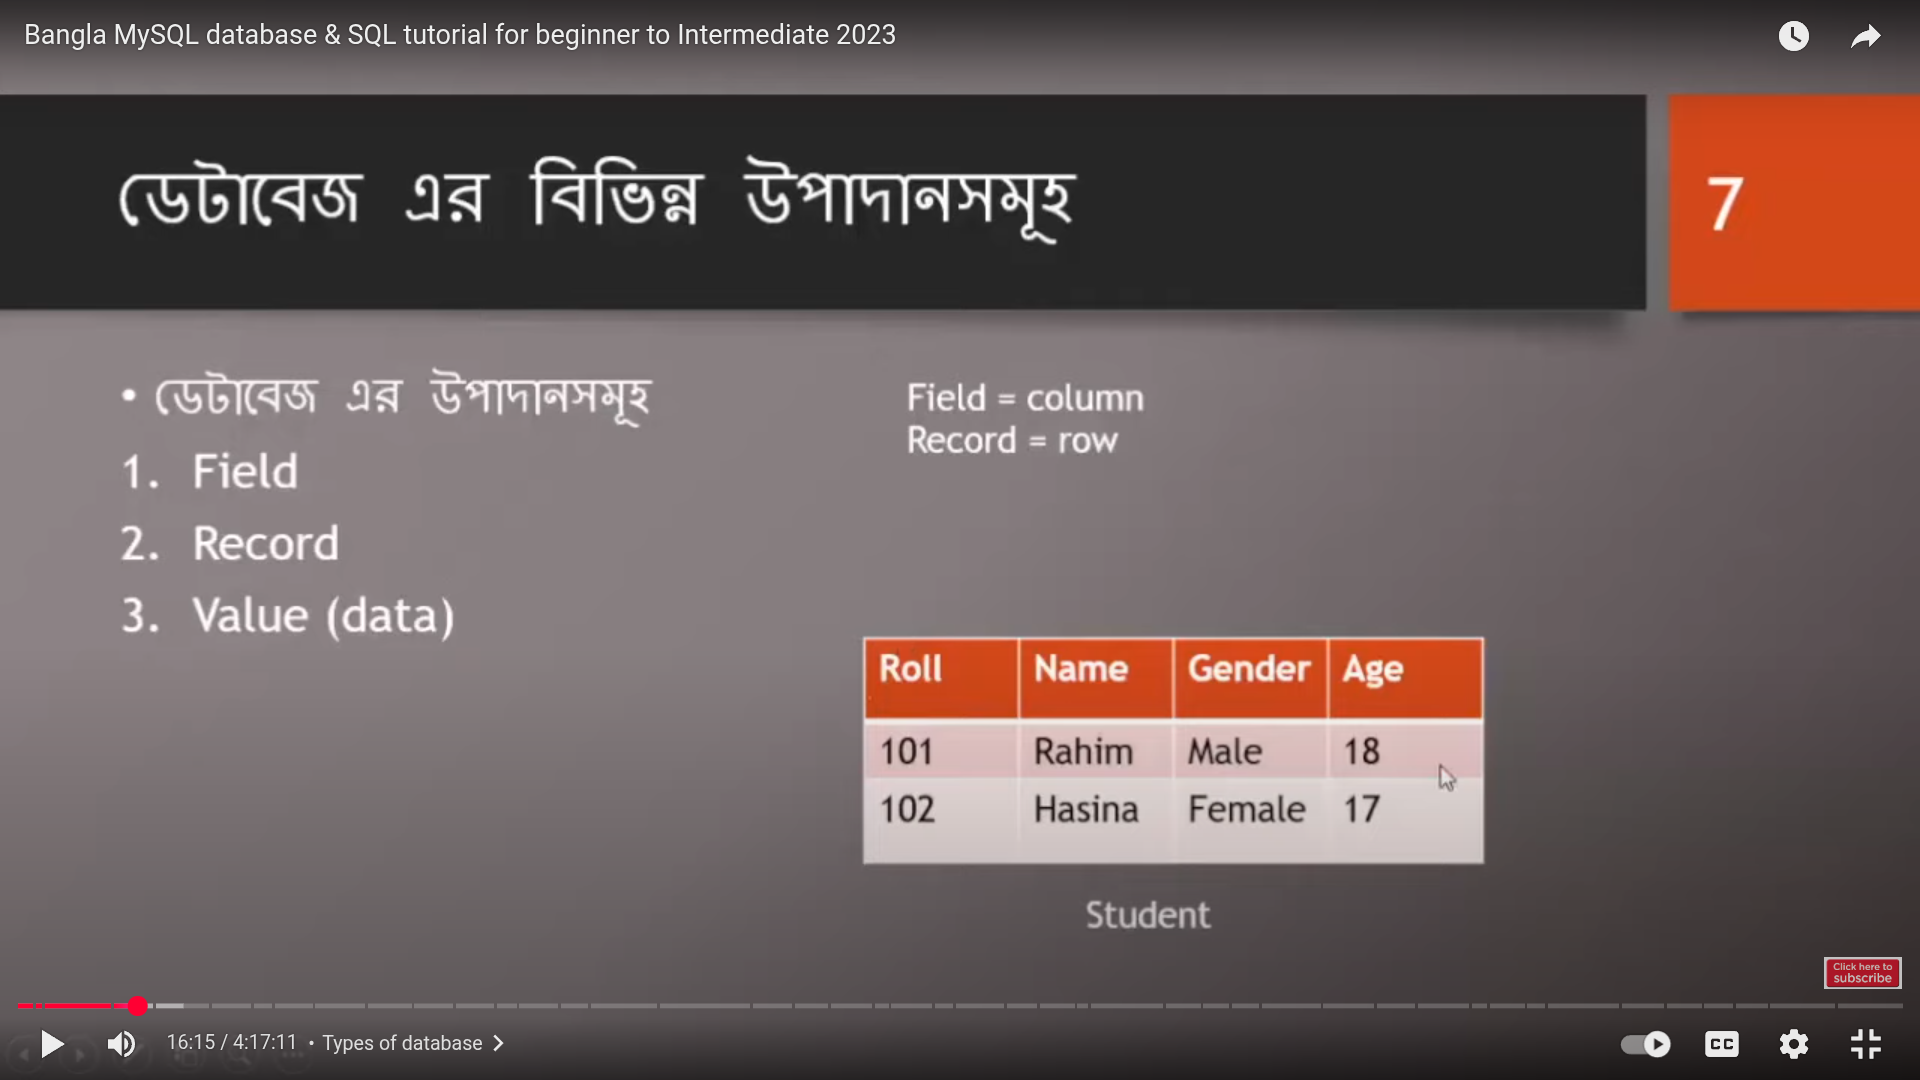 Bangla MySQL database & SQL tutorial for beginner to Intermediate 2023
ডেটাবেজ এর বিভিন্ন উপাদানসমূহ
7
• ডেটাবেজ এর উপাদানসমূহ
1. Field
2. Record
3. Value (data)
Field = column
Record = row
Roll Name Gender Age
101 Rahim Male 18
102 Hasina Female 17
Student
Click here to
subscribe
16:15 / 4:17:11 • Types of database
CC